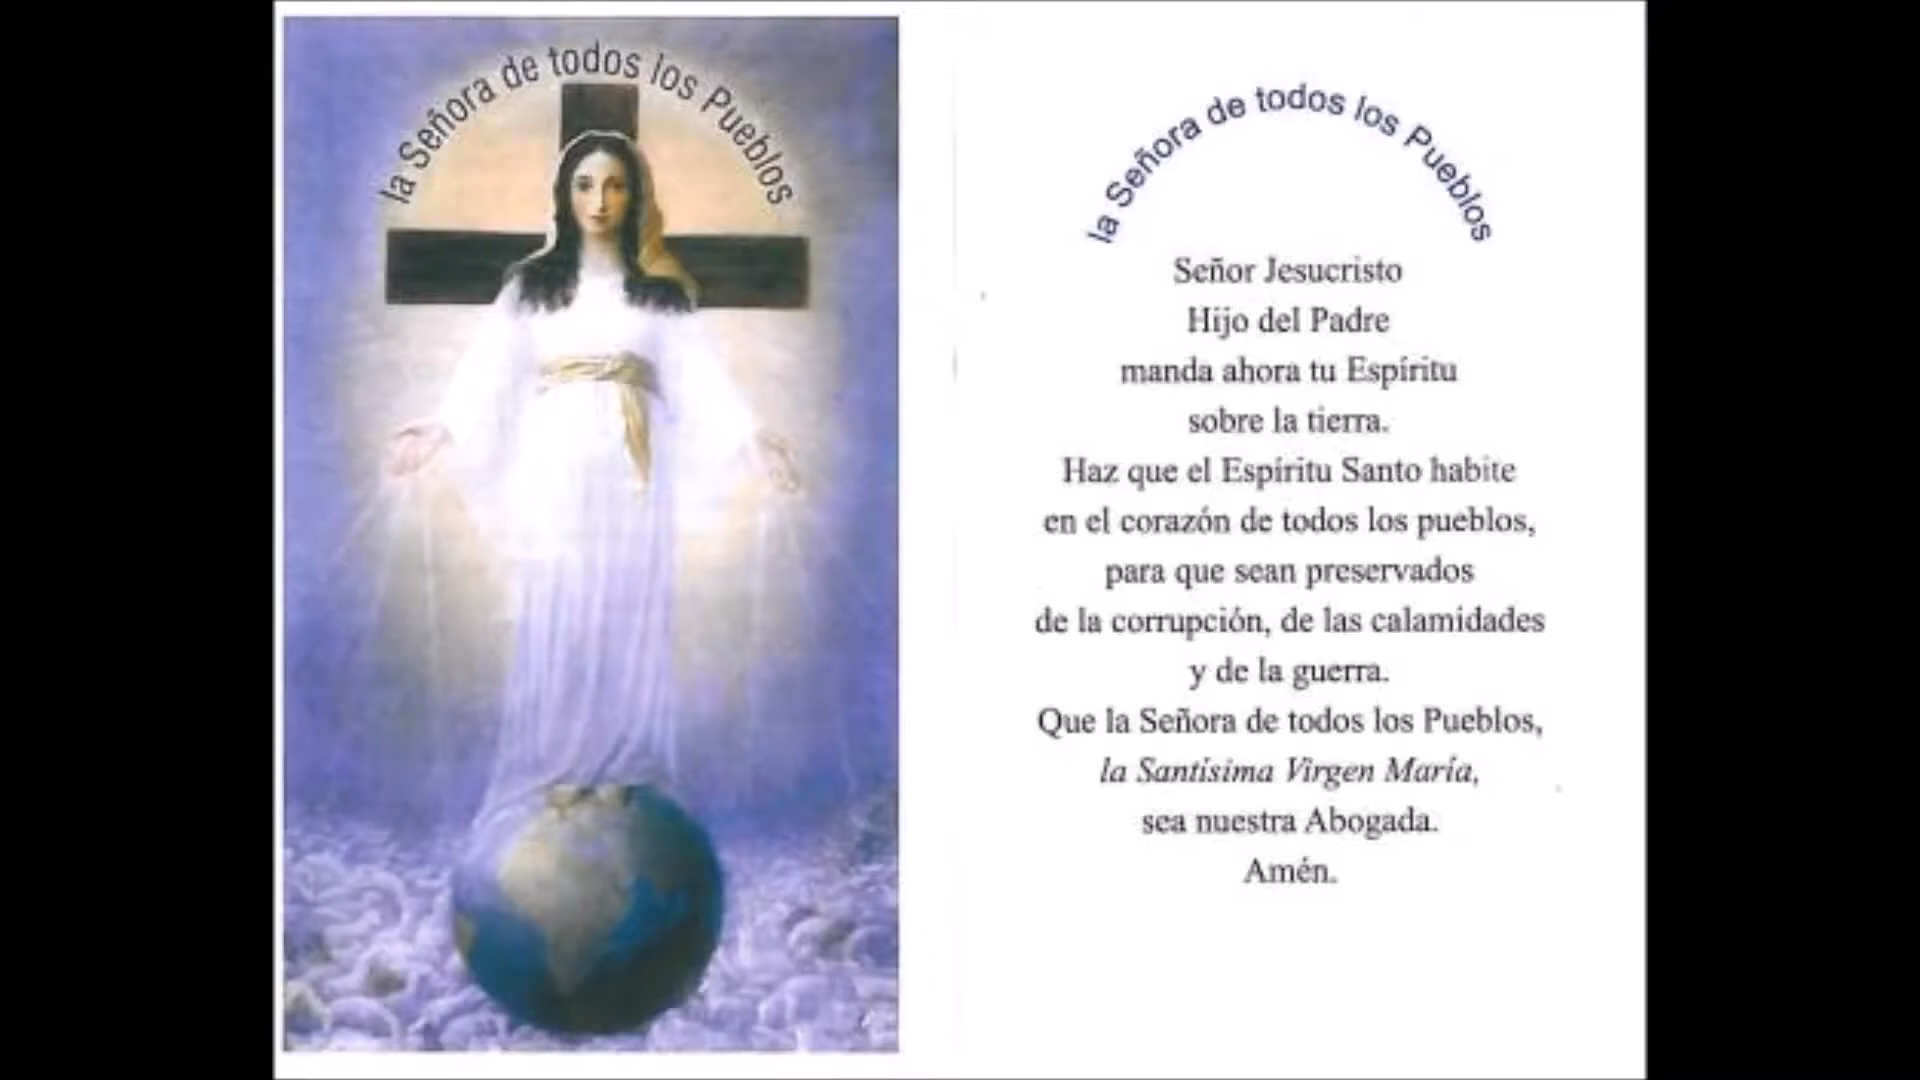 la Señora de todos los Pueblos
la Señora de todos los Pueblos
Señor Jesucristo
Hijo del Padre
manda ahora tu Espíritu
sobre la tierra.
Haz que el Espíritu Santo habite
en el corazón de todos los pueblos,
para que sean preservados
de la corrupción, de las calamidades
y de la guerra.
Que la Señora de todos los Pueblos,
la Santísima Virgen María,
sea nuestra Abogada.
Amén.